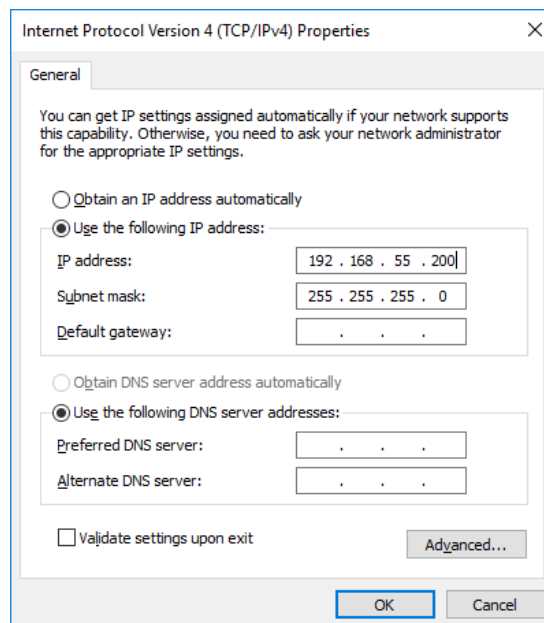 Internet Protocol Version 4 (TCP/IPv4) Properties
General
You can get IP settings assigned automatically if your network supports
this capability. Otherwise, you need to ask your network administrator
for the appropriate IP settings.
Obtain an IP address automatically
Use the following IP address:
IP address: 192 . 168 . 55 . 200
Subnet mask: 255 . 255 . 255 . 0
Default gateway: . . .
Obtain DNS server address automatically
Use the following DNS server addresses:
Preferred DNS server: . . .
Alternate DNS server: . . .
Validate settings upon exit
Advanced...
OK Cancel